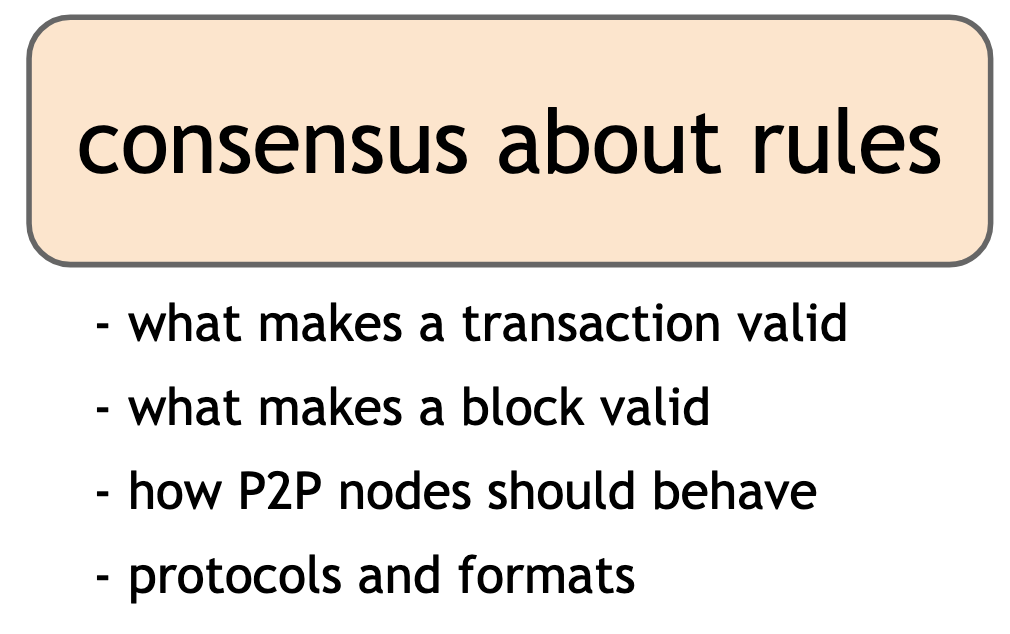 consensus about rules
- what makes a transaction valid
- what makes a block valid
- how P2P nodes should behave
- protocols and formats